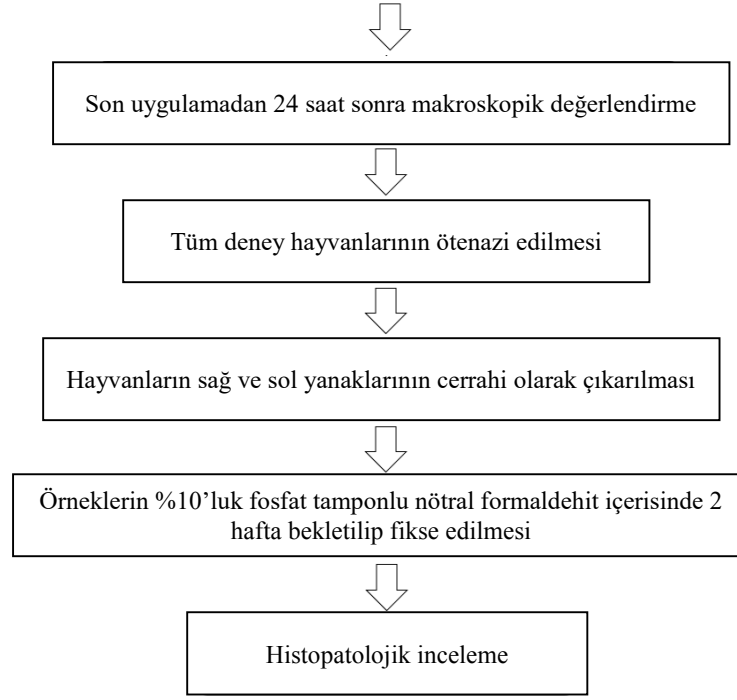 Son uygulamadan 24 saat sonra makroskopik değerlendirme
Tüm deney hayvanlarının ötenazi edilmesi
Hayvanların sağ ve sol yanaklarının cerrahi olarak çıkarılması
Örneklerin %10’luk fosfat tamponlu nötral formaldehit içerisinde 2
hafta bekletilip fikse edilmesi
Histopatolojik inceleme